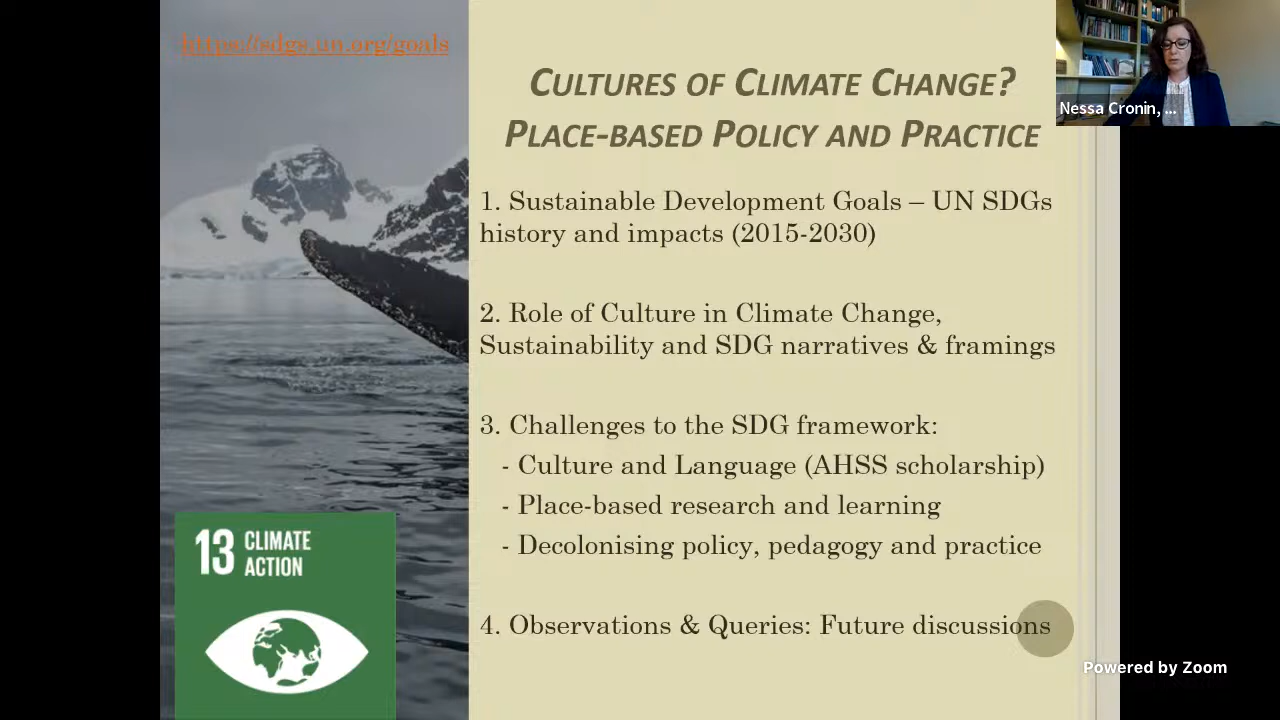 https://sdgs.un.org/goals
CULTURES OF CLIMATE CHANGE?
PLACE-BASED POLICY AND PRACTICE
Nessa Cronin, ...
1. Sustainable Development Goals – UN SDGs
history and impacts (2015-2030)
2. Role of Culture in Climate Change,
Sustainability and SDG narratives & framings
3. Challenges to the SDG framework:
- Culture and Language (AHSS scholarship)
- Place-based research and learning
- Decolonising policy, pedagogy and practice
4. Observations & Queries: Future discussions
13 CLIMATE
ACTION
Powered by Zoom